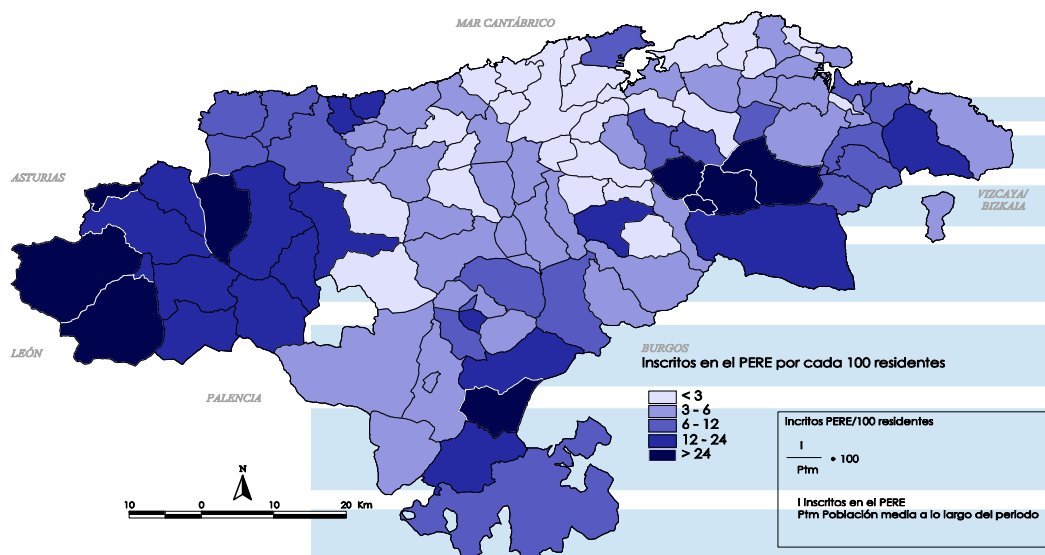 MAR CANTÁBRICO
ASTURIAS
VIZCAYA/
BIZKAIA
LEÓN
BURGOS
Inscritos en el PERE por cada 100 residentes
PALENCIA
< 3
3 - 6
6 - 12
12 - 24
> 24
Incritos PERE/100 residentes
I
Ptm
• 100
I Inscritos en el PERE
Ptm Población media a lo largo del periodo
N
10 0 10 20 Km